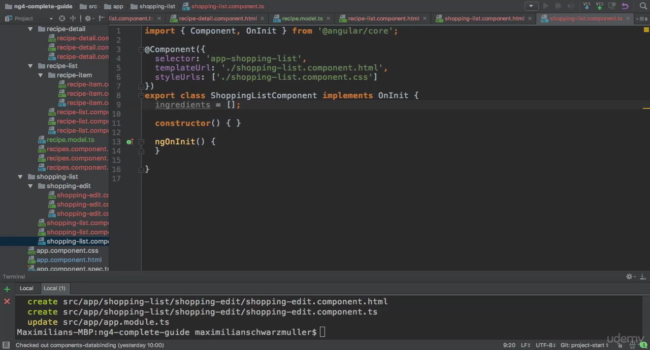 ng4-complete-guide src app shopping-list shopping-list.component.ts
Project
list.component.ts recipe-detail.component.html recipe.model.ts recipe-list.component.html shopping-list.component.html shopping-list.component.ts
recipe-detail
recipe-detail.com
recipe-detail.com
recipe-detail.com
recipe-list
recipe-item
recipe-item.com
recipe-item.com
recipe-item.com
recipe-list.comp
recipe-list.comp
recipe-list.comp
recipe.model.ts
recipes.component.
recipes.component.
recipes.component.
shopping-list
shopping-edit
shopping-edit.c
shopping-edit.c
shopping-edit.c
shopping-list.comp
shopping-list.comp
shopping-list.compo
app.component.css
app.component.html
app.component.spec.ts
1 import { Component, OnInit } from '@angular/core';
2
3 @Component({
4 selector: 'app-shopping-list',
5 templateUrl: './shopping-list.component.html',
6 styleUrls: ['./shopping-list.component.css']
7 })
8 export class ShoppingListComponent implements OnInit {
9 ingredients = [];
10
11 constructor() { }
12
13 ngOnInit() {
14 }
15
16 }
17
Terminal
Local Local (1)
create src/app/shopping-list/shopping-edit/shopping-edit.component.html
create src/app/shopping-list/shopping-edit/shopping-edit.component.ts
update src/app/app.module.ts
Maximilians-MBP:ng4-complete-guide maximilianschwarzmuller$
Checked out components-databinding (yesterday 10:00)
9:20 LF÷ UTF-8÷ Git: project-start
udemy